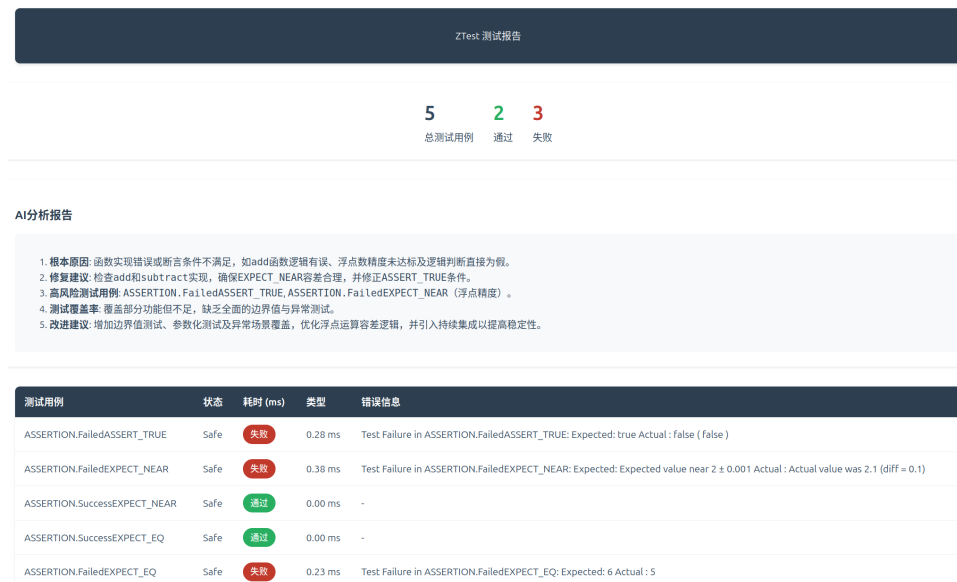 ZTest 测试报告
5 2 3
总测试用例 通过 失败
AI分析报告
1. 根本原因: 函数实现错误或断言条件不满足，如add函数逻辑有误、浮点数精度未达标及逻辑判断直接为假。
2. 修复建议: 检查add和subtract实现，确保EXPECT_NEAR容差合理，并修正ASSERT_TRUE条件。
3. 高风险测试用例: ASSERTION.FailedASSERT_TRUE,ASSERTION.FailedEXPECT_NEAR（浮点精度）。
4. 测试覆盖率: 覆盖部分功能但不足，缺乏全面的边界值与异常测试。
5. 改进建议: 增加边界值测试、参数化测试及异常场景覆盖，优化浮点运算容差逻辑，并引入持续集成以提高稳定性。
测试用例 状态 耗时 (ms) 类型 错误信息
ASSERTION.FailedASSERT_TRUE Safe 失败 0.28 ms Test Failure in ASSERTION.FailedASSERT_TRUE: Expected: true Actual : false ( false )
ASSERTION.FailedEXPECT_NEAR Safe 失败 0.38 ms Test Failure in ASSERTION.FailedEXPECT_NEAR: Expected: Expected value near 2 ± 0.001 Actual : Actual value was 2.1 (diff = 0.1)
ASSERTION.SuccessEXPECT_NEAR Safe 通过 0.00 ms -
ASSERTION.SuccessEXPECT_EQ Safe 通过 0.00 ms -
ASSERTION.FailedEXPECT_EQ Safe 失败 0.23 ms Test Failure in ASSERTION.FailedEXPECT_EQ: Expected: 6 Actual : 5